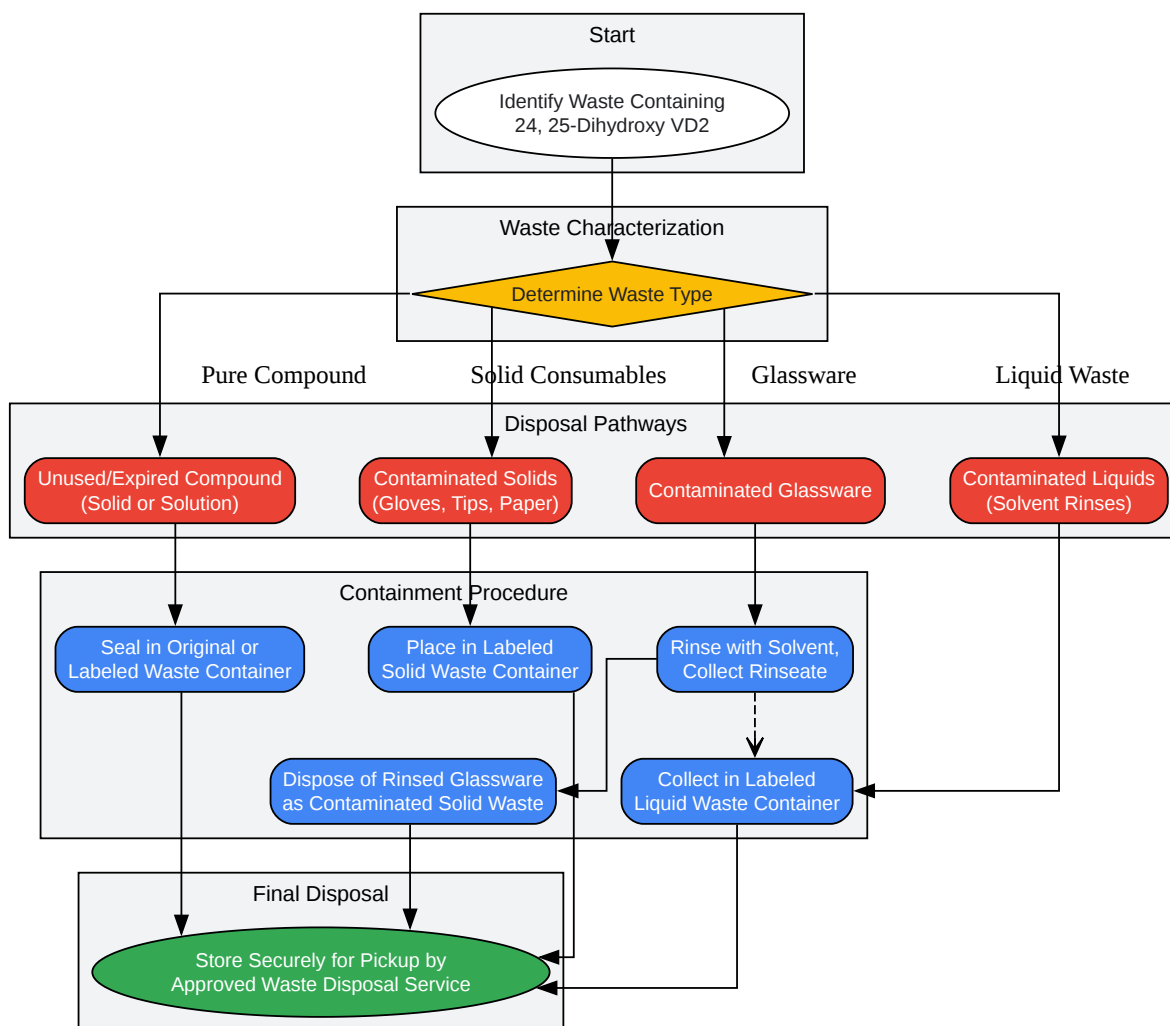 Start
Identify Waste Containing
24, 25-Dihydroxy VD2
Waste Characterization
Determine Waste Type
Pure Compound
Solid Consumables
Glassware
Liquid Waste
Disposal Pathways
Unused/Expired Compound
(Solid or Solution)
Contaminated Solids
(Gloves, Tips, Paper)
Contaminated Glassware
Contaminated Liquids
(Solvent Rinses)
Containment Procedure
Seal in Original or
Labeled Waste Container
Place in Labeled
Solid Waste Container
Rinse with Solvent,
Collect Rinseate
Dispose of Rinsed Glassware
as Contaminated Solid Waste
Collect in Labeled
Liquid Waste Container
Final Disposal
Store Securely for Pickup by
Approved Waste Disposal Service